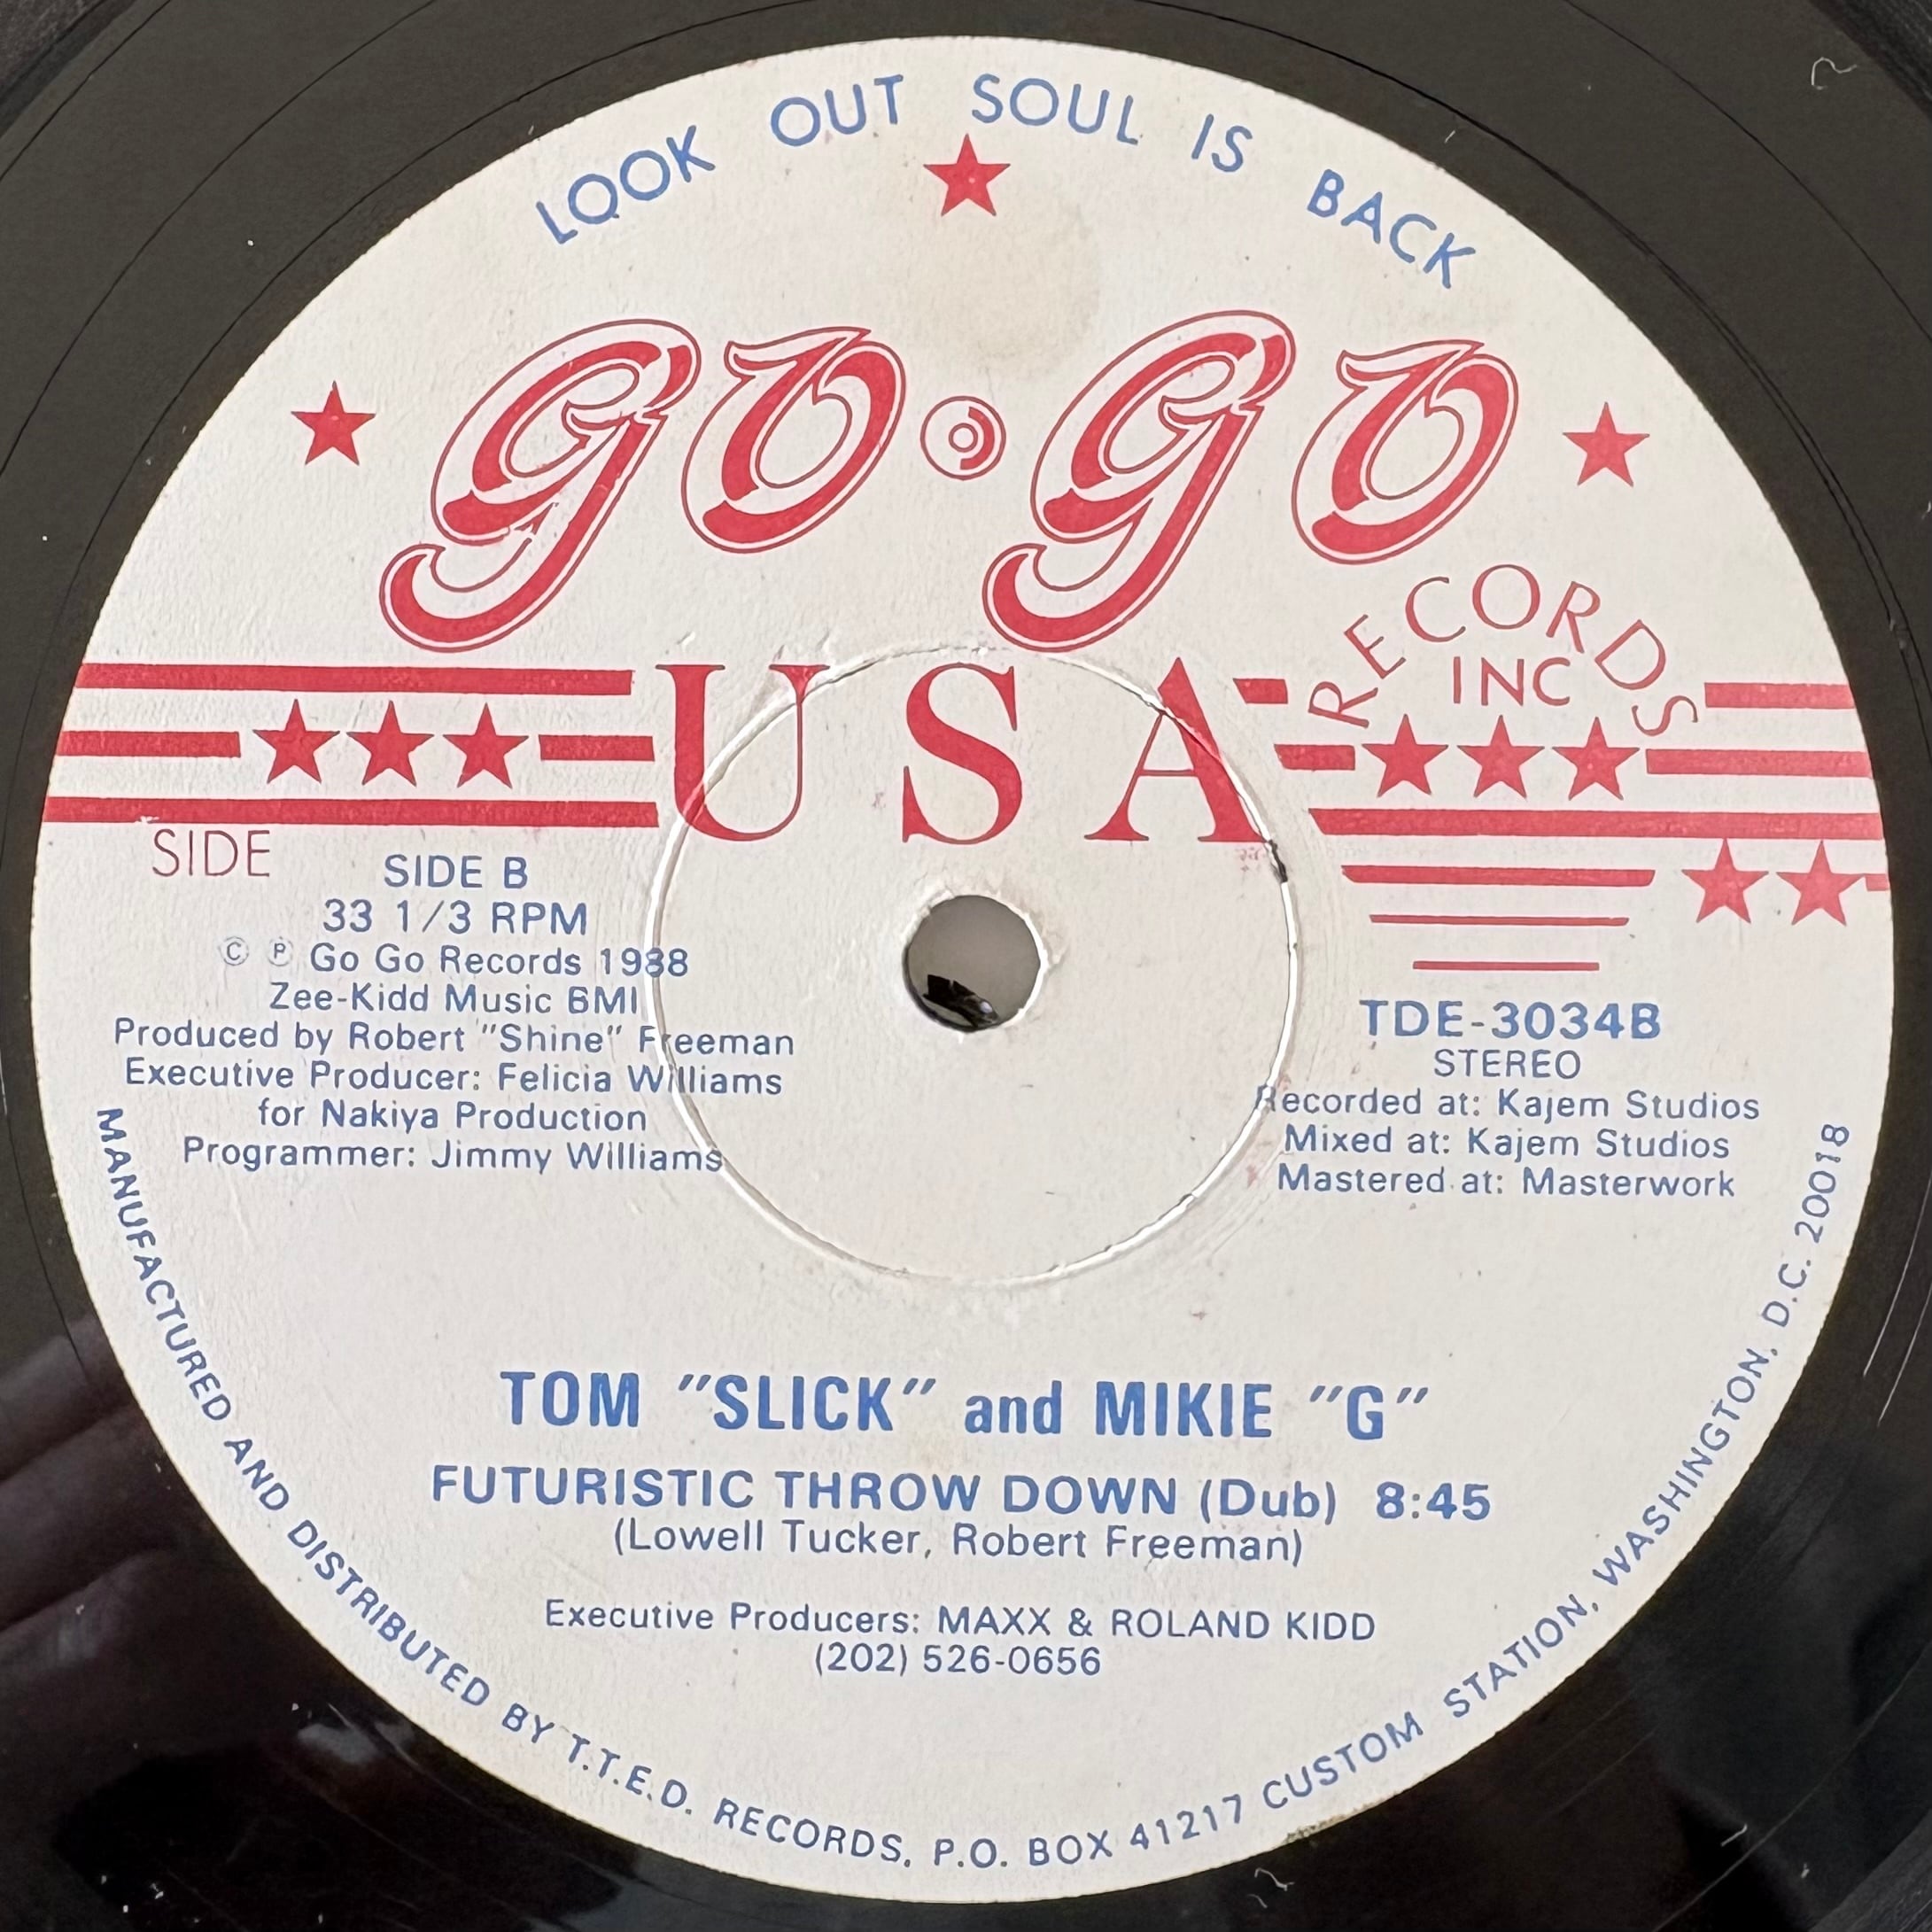 LOOK OUT SOUL IS BACK
GO GO
RECORDS
INC
USA
SIDE
SIDE B
33 1/3 RPM
© ℗ Go Go Records 1988
Zee-Kidd Music BMI
Produced by Robert "Shine" Freeman
Executive Producer: Felicia Williams
for Nakiya Production
Programmer: Jimmy Williams
TDE-3034B
STEREO
Recorded at: Kajem Studios
Mixed at: Kajem Studios
Mastered at: Masterwork
TOM "SLICK" and MIKIE "G"
FUTURISTIC THROW DOWN (Dub) 8:45
(Lowell Tucker, Robert Freeman)
Executive Producers: MAXX & ROLAND KIDD
(202) 526-0656
MANUFACTURED AND DISTRIBUTED BY T.T.E.D. RECORDS, P.O. BOX 41217 CUSTOM STATION, WASHINGTON, D.C. 20018